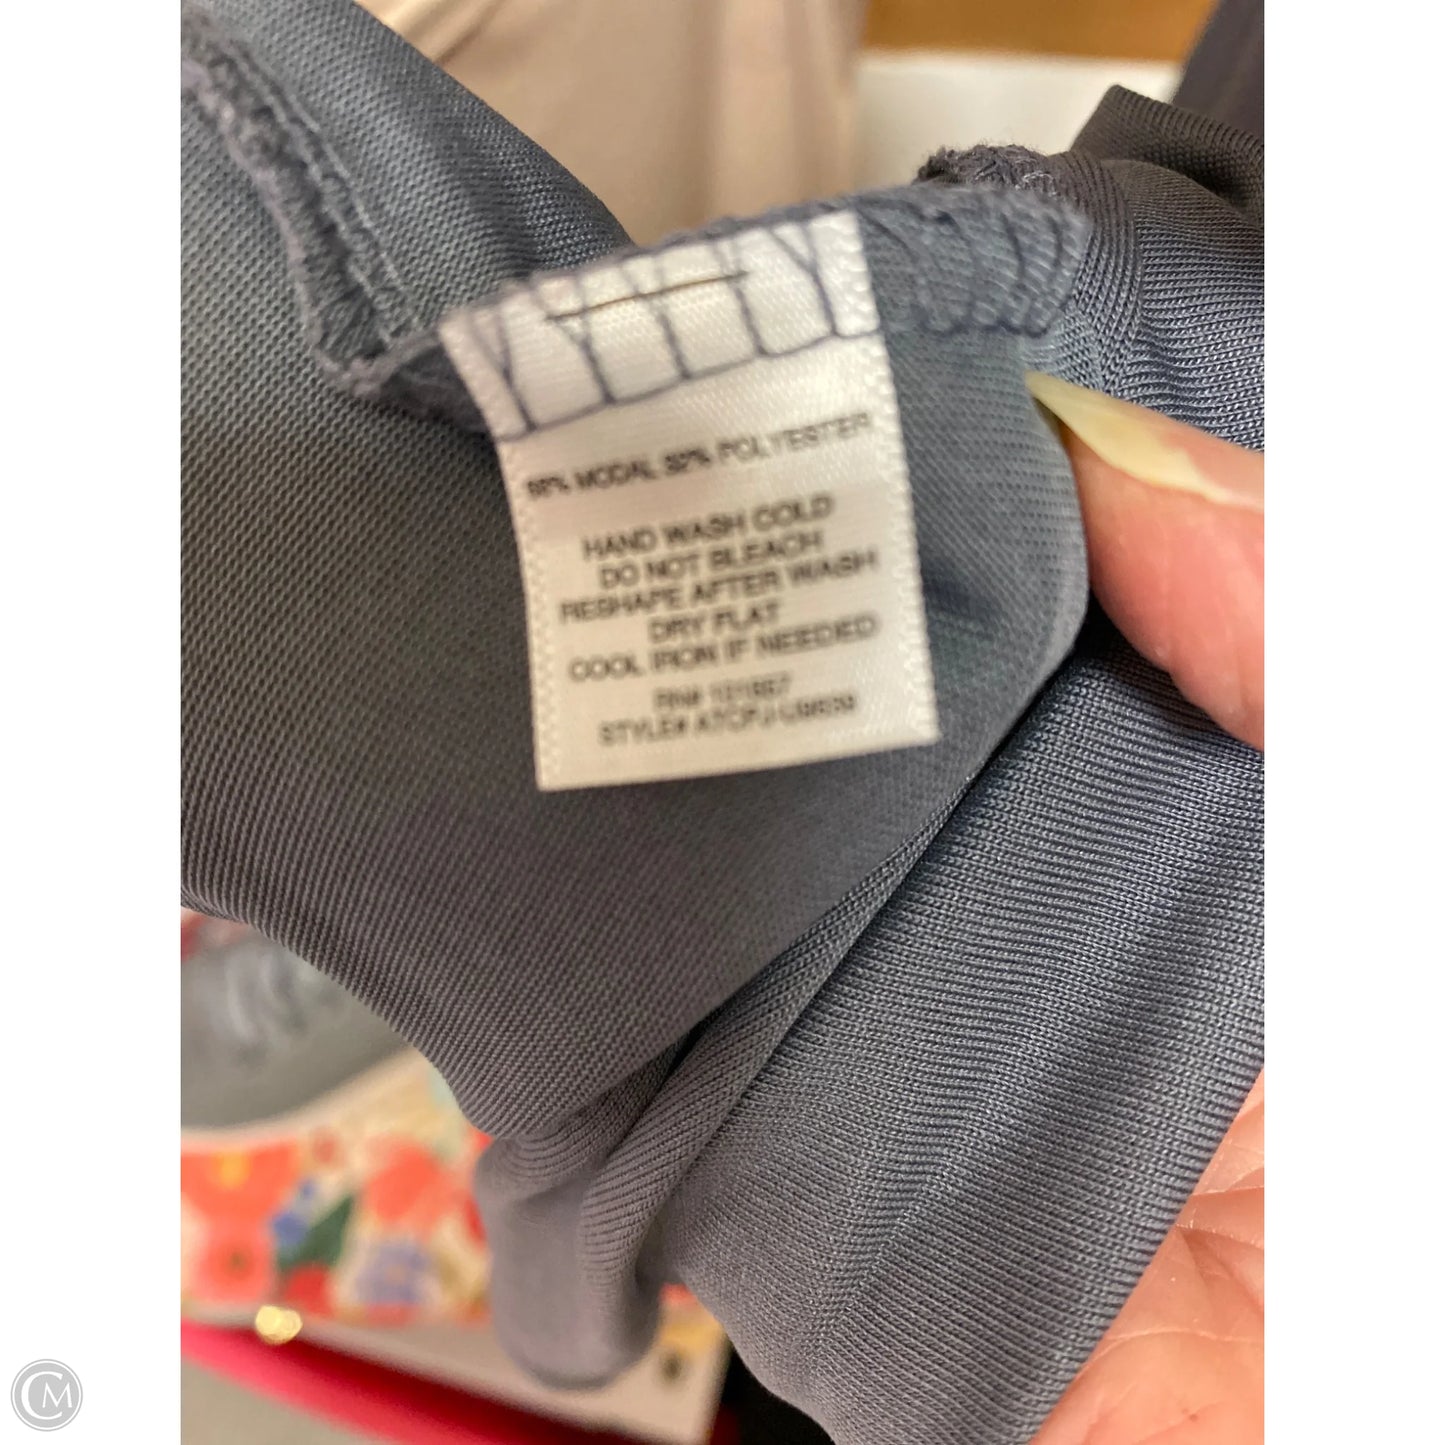 MODAL POLYESTER
HAND WASH COLD
DO NOT BLEACH
RESHAPE AFTER WASH
DRY FLAT
COOL IRON IF NEEDED
RN#
STYLE#
CM